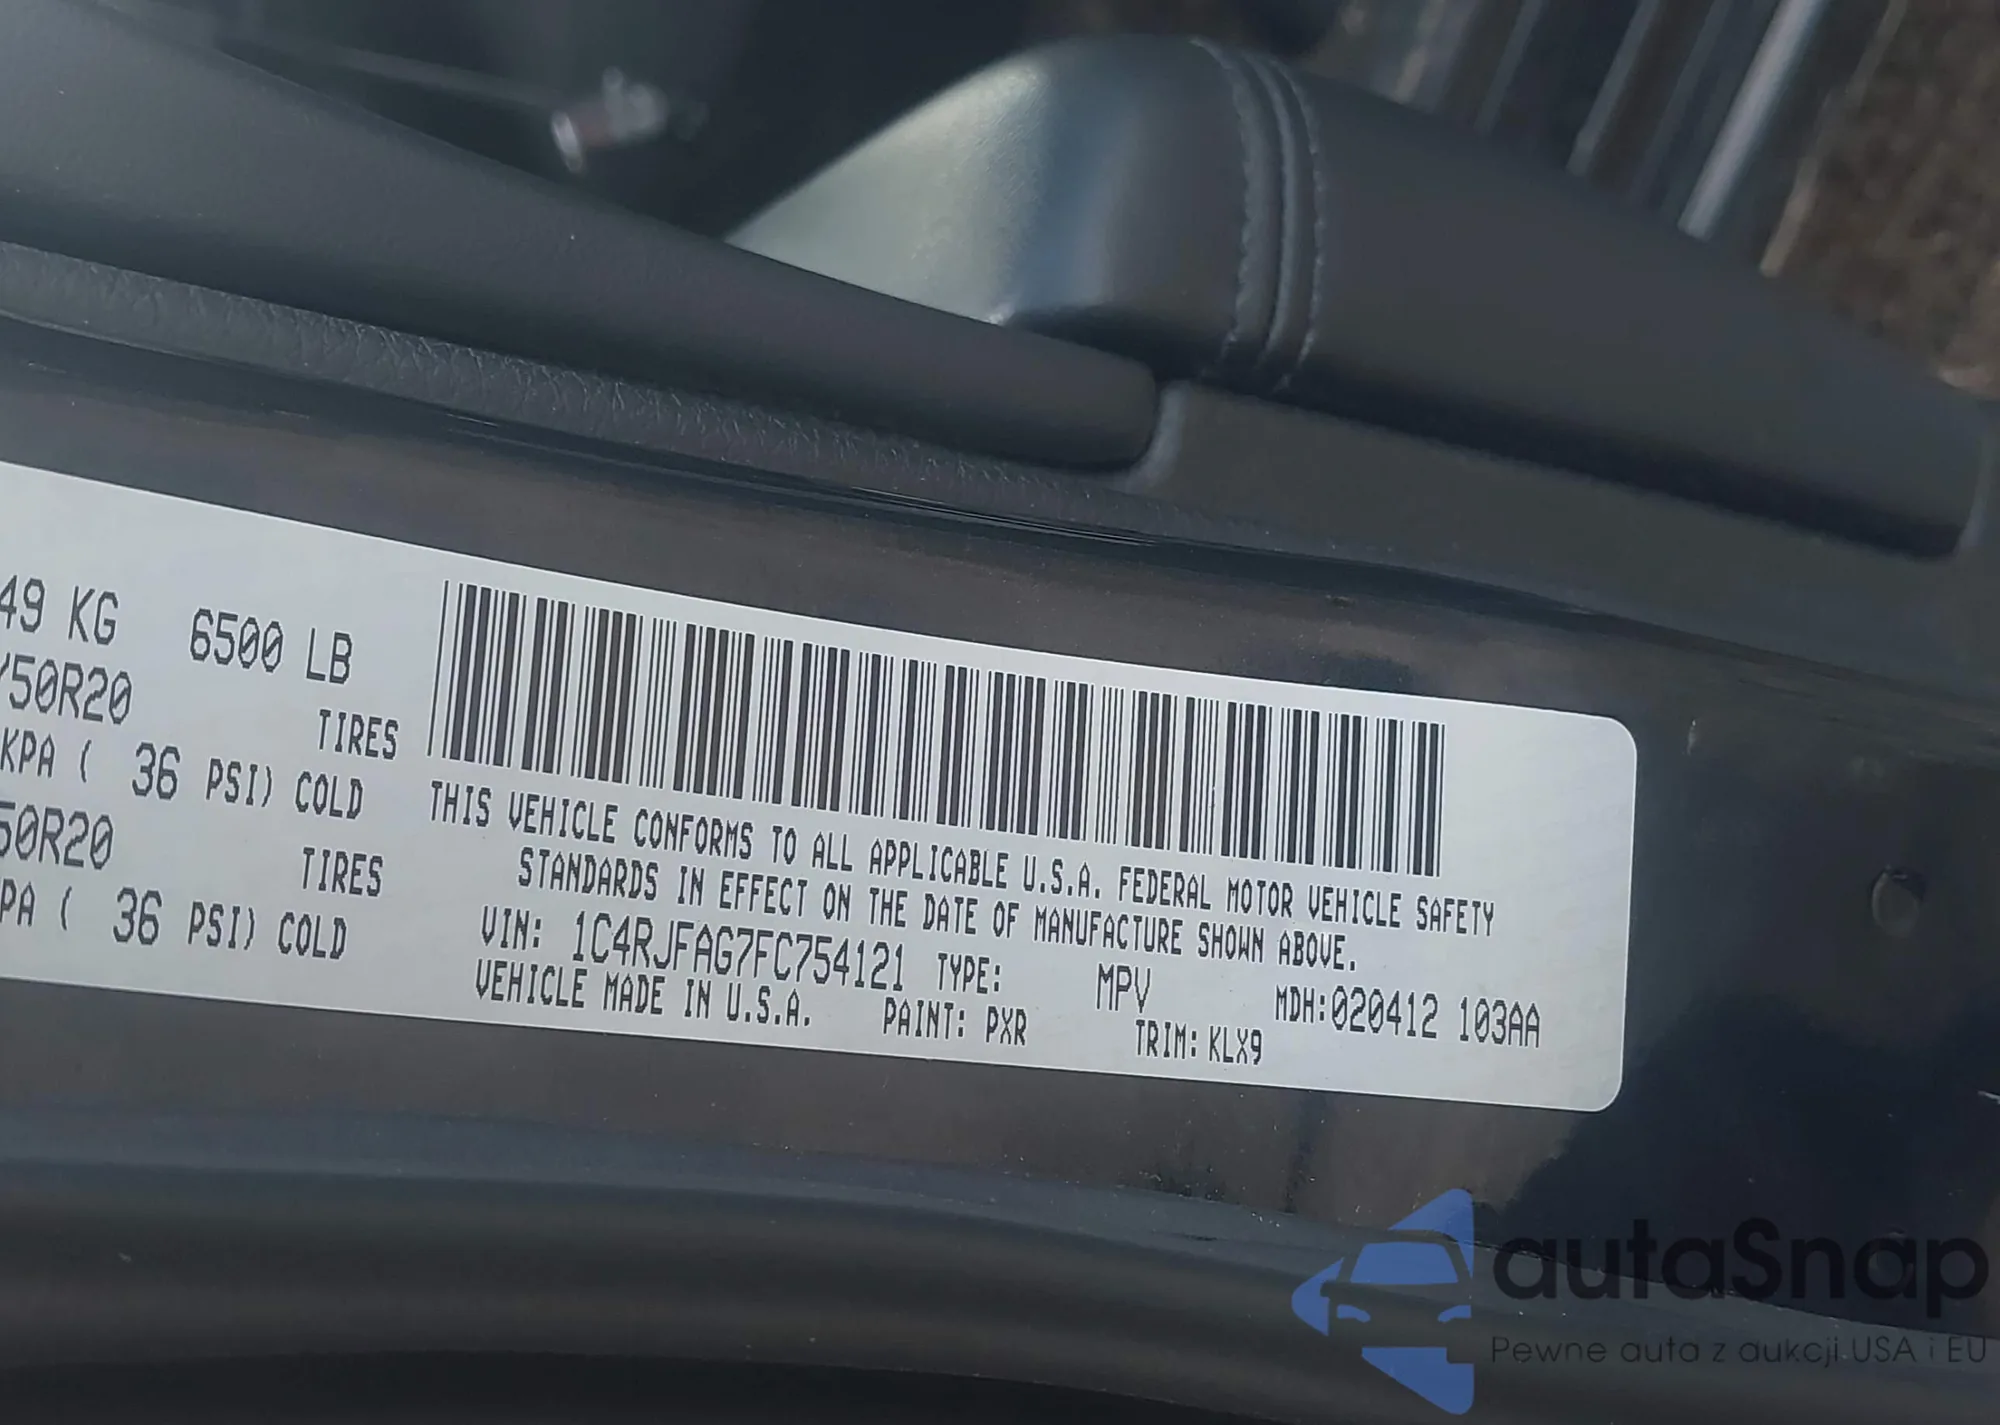 49 KG 6500 LB
/50R20 TIRES
KPA ( 36 PSI) COLD
50R20 TIRES
PA ( 36 PSI) COLD
THIS VEHICLE CONFORMS TO ALL APPLICABLE U.S.A. FEDERAL MOTOR VEHICLE SAFETY
STANDARDS IN EFFECT ON THE DATE OF MANUFACTURE SHOWN ABOVE.
VIN: 1C4RJFAG7FC754121 TYPE: MPV MDH:020412 103AA
VEHICLE MADE IN U.S.A. PAINT: PXR TRIM: KLX9
autaSnap
Pewne auta z aukcji USA i EU